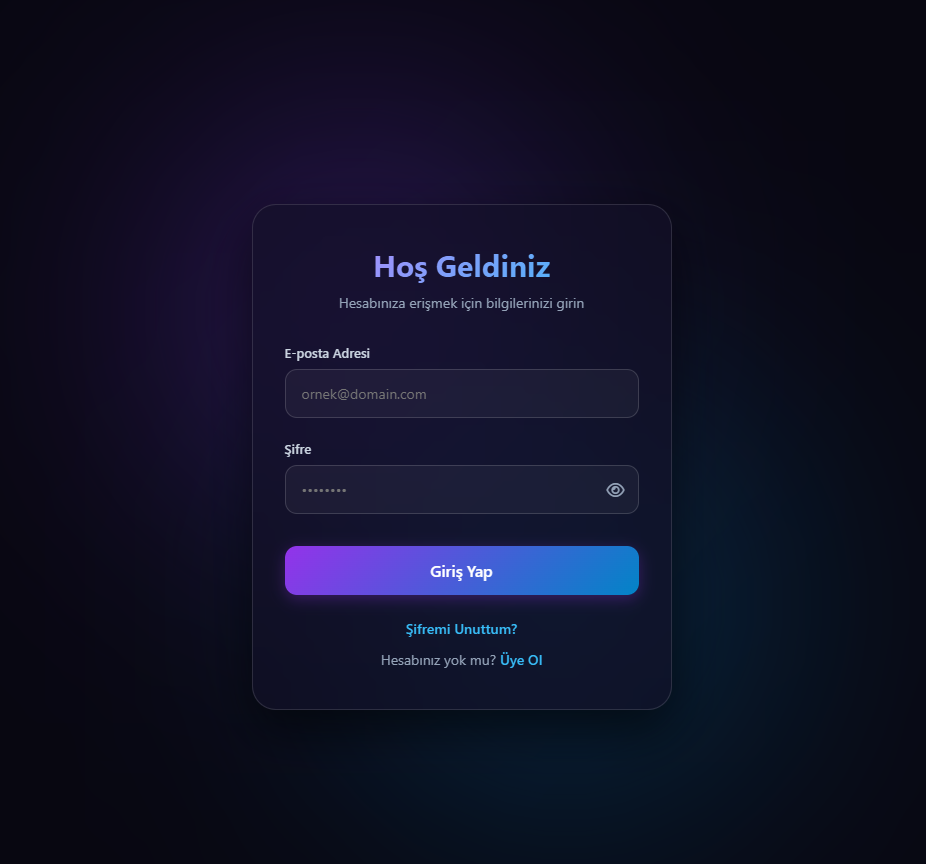 Hoş Geldiniz
Hesabınıza erişmek için bilgilerinizi girin
E-posta Adresi
ornek@domain.com
Şifre
••••••••
Giriş Yap
Şifremi Unuttum?
Hesabınız yok mu? Üye Ol